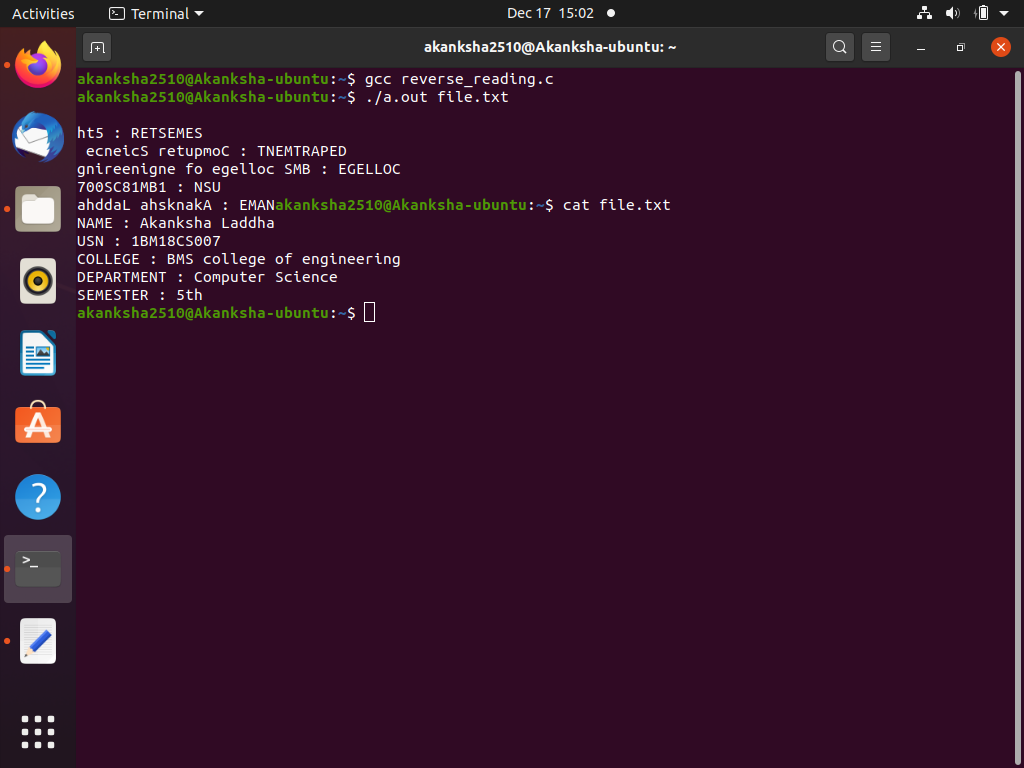 Activities
Terminal
Dec 17 15:02
akanksha2510@Akanksha-ubuntu: ~
akanksha2510@Akanksha-ubuntu:~$ gcc reverse_reading.c
akanksha2510@Akanksha-ubuntu:~$ ./a.out file.txt
ht5 : RETSEMES
 ecneicS retupmoC : TNEMTRAPED
gnireenigne fo egelloc SMB : EGELLOC
700SC81MB1 : NSU
ahddaL ahsknakA : EMANakanksha2510@Akanksha-ubuntu:~$ cat file.txt
NAME : Akanksha Laddha
USN : 1BM18CS007
COLLEGE : BMS college of engineering
DEPARTMENT : Computer Science
SEMESTER : 5th
akanksha2510@Akanksha-ubuntu:~$